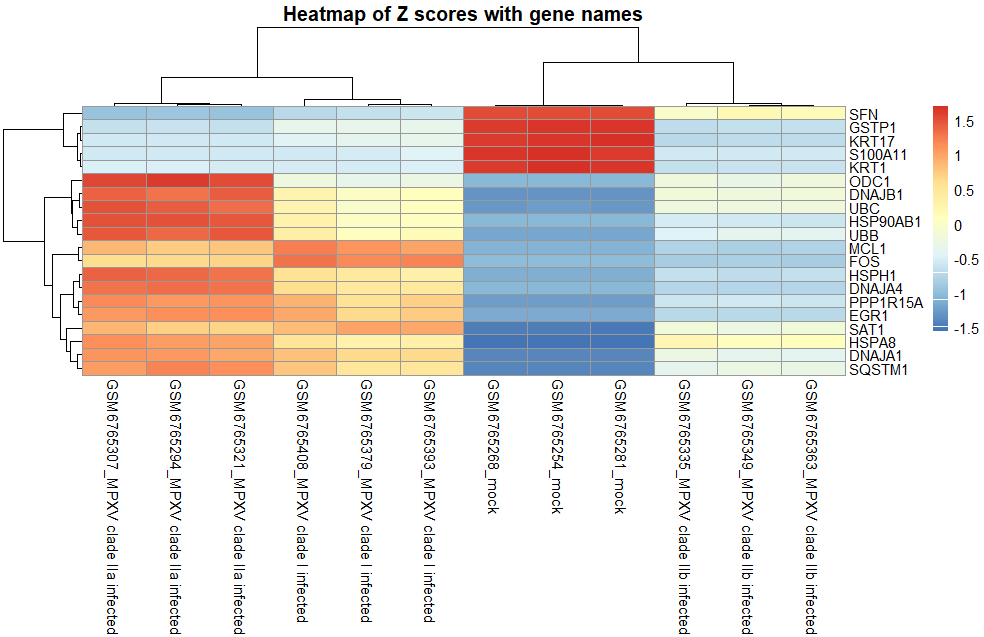 Heatmap of Z scores with gene names
SFN
GSTP1
KRT17
S100A11
KRT1
ODC1
DNAJB1
UBC
HSP90AB1
UBB
MCL1
FOS
HSPH1
DNAJA4
PPP1R15A
EGR1
SAT1
HSPA8
DNAJA1
SQSTM1
1.5
1
0.5
0
-0.5
-1
-1.5
GSM6765307_MPXV clade IIa infected
GSM6765294_MPXV clade IIa infected
GSM6765321_MPXV clade IIa infected
GSM6765408_MPXV clade I infected
GSM6765379_MPXV clade I infected
GSM6765393_MPXV clade I infected
GSM6765268_mock
GSM6765254_mock
GSM6765281_mock
GSM6765335_MPXV clade IIb infected
GSM6765349_MPXV clade IIb infected
GSM6765363_MPXV clade IIb infected